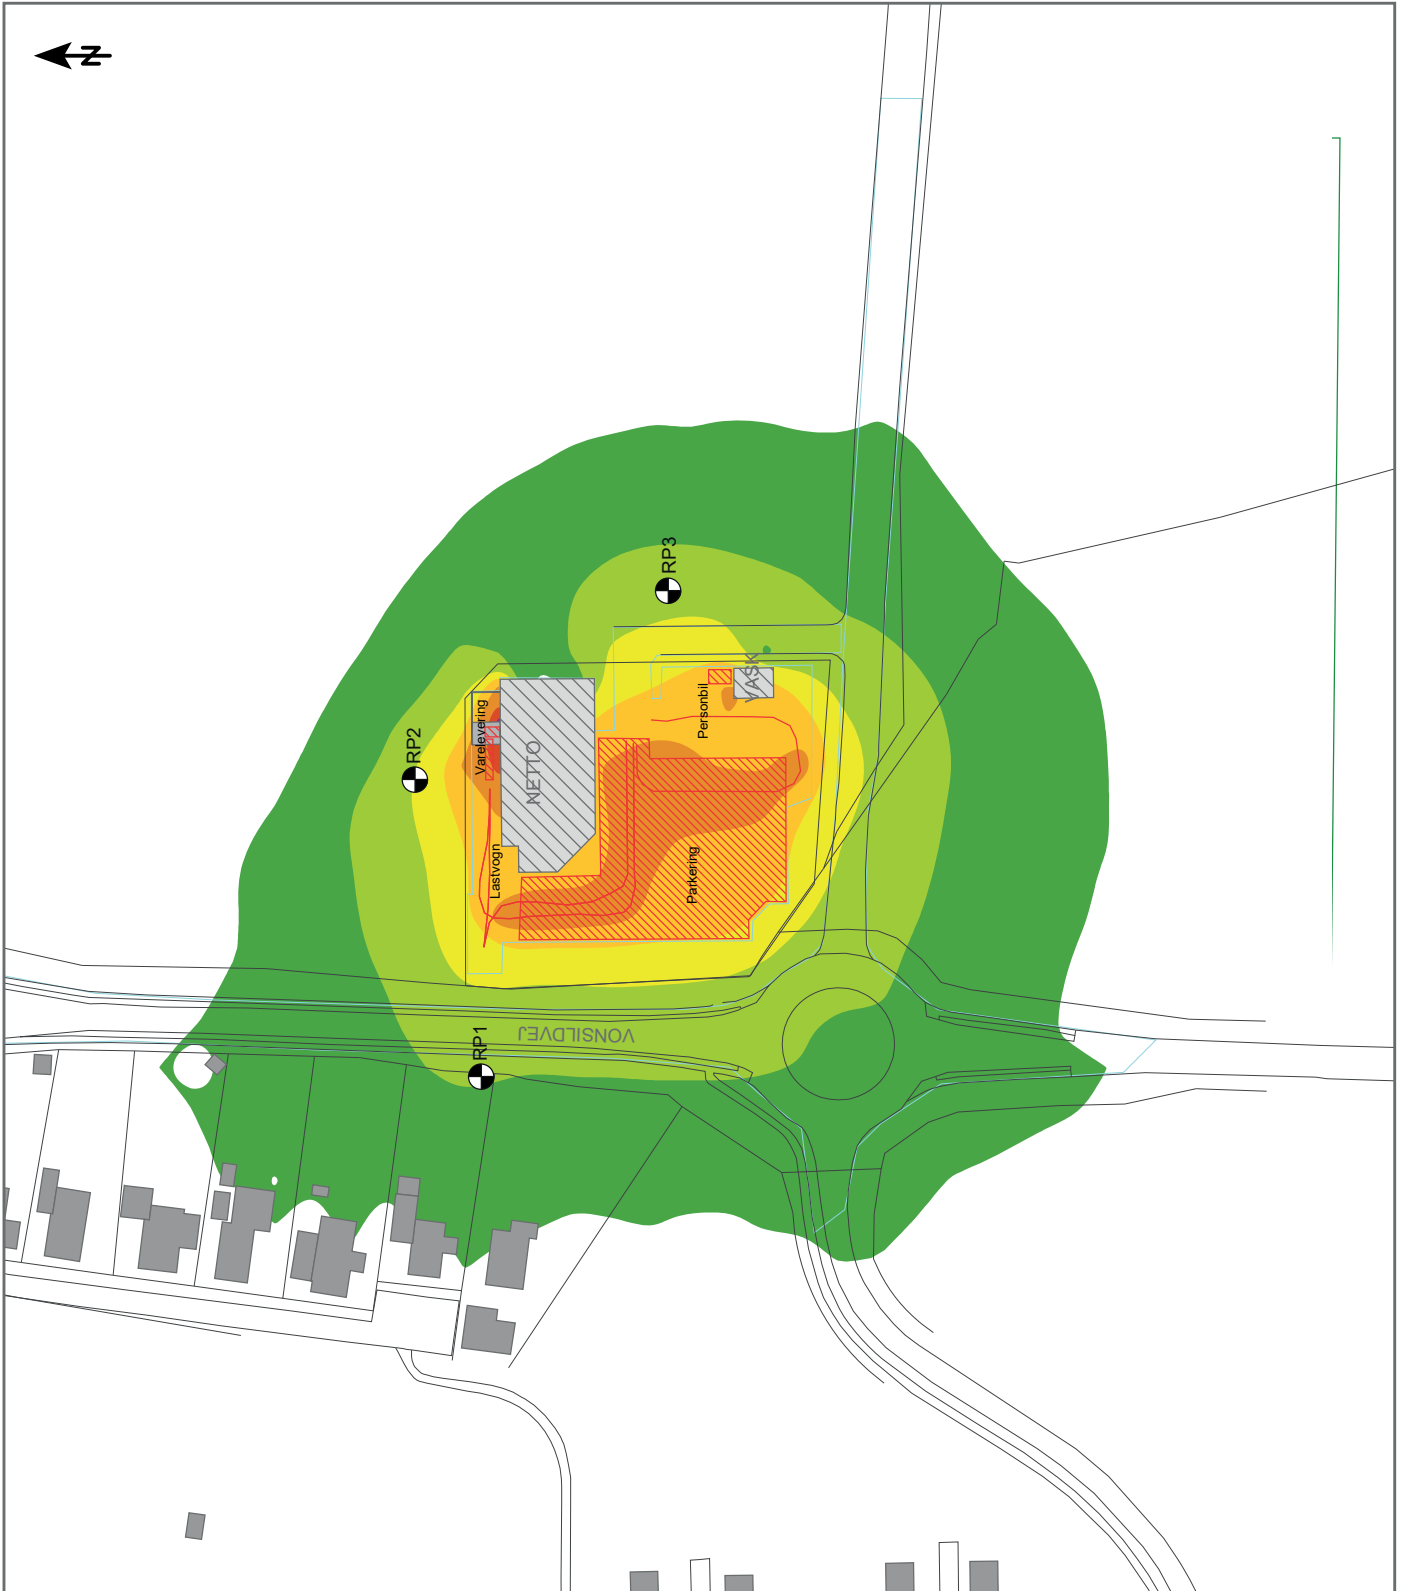 N
RP3
VASK
Personbil
Varelevering
RP2
NETTO
Lastvogn
Parkering
VONSILDVEJ
RP1